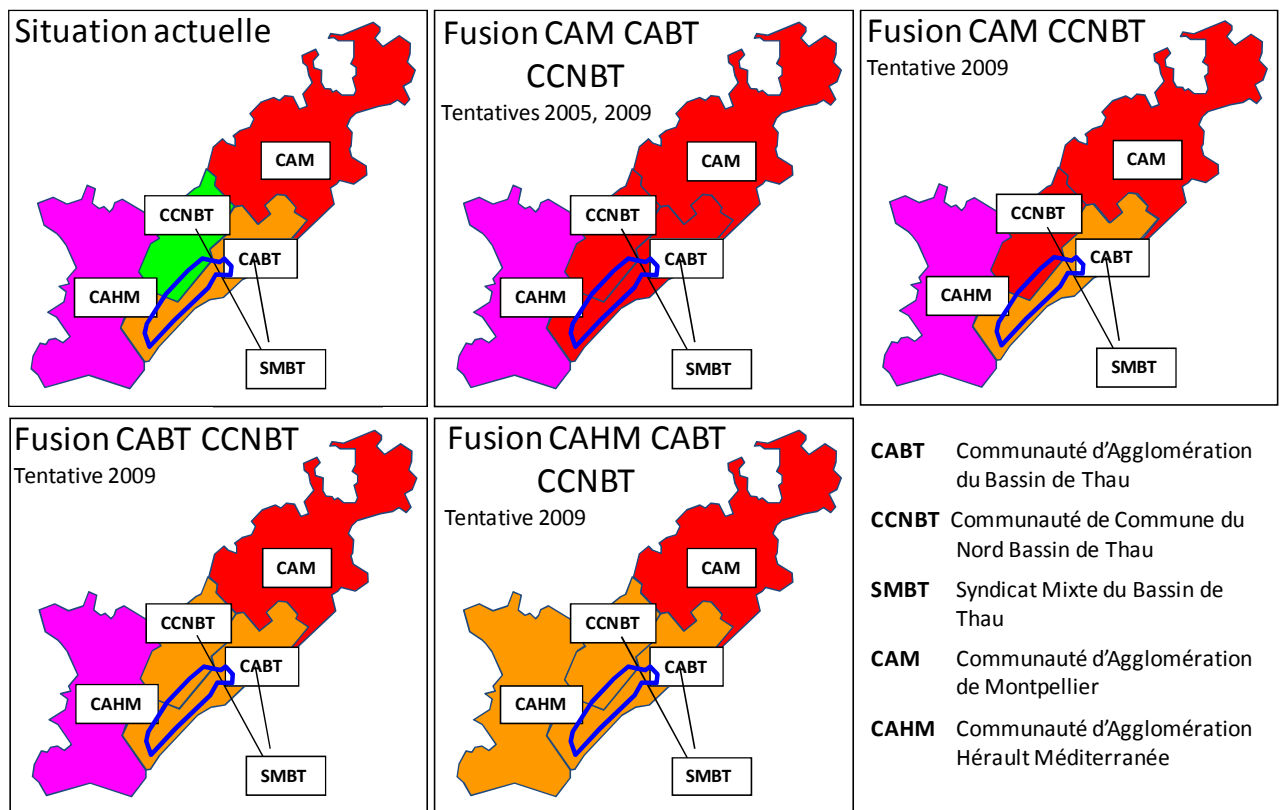 Situation actuelle
CAM
CCNBT
CABT
CAHM
SMBT
Fusion CAM CABT
CCNBT
Tentatives 2005, 2009
CAM
CCNBT
CABT
CAHM
SMBT
Fusion CAM CCNBT
Tentative 2009
CAM
CCNBT
CABT
CAHM
SMBT
Fusion CABT CCNBT
Tentative 2009
CAM
CCNBT
CABT
CAHM
SMBT
Fusion CAHM CABT
CCNBT
Tentative 2009
CAM
CCNBT
CABT
CAHM
SMBT
CABT Communauté d'Agglomération
du Bassin de Thau
CCNBT Communauté de Commune du
Nord Bassin de Thau
SMBT Syndicat Mixte du Bassin de
Thau
CAM Communauté d'Agglomération
de Montpellier
CAHM Communauté d'Agglomération
Hérault Méditerranée